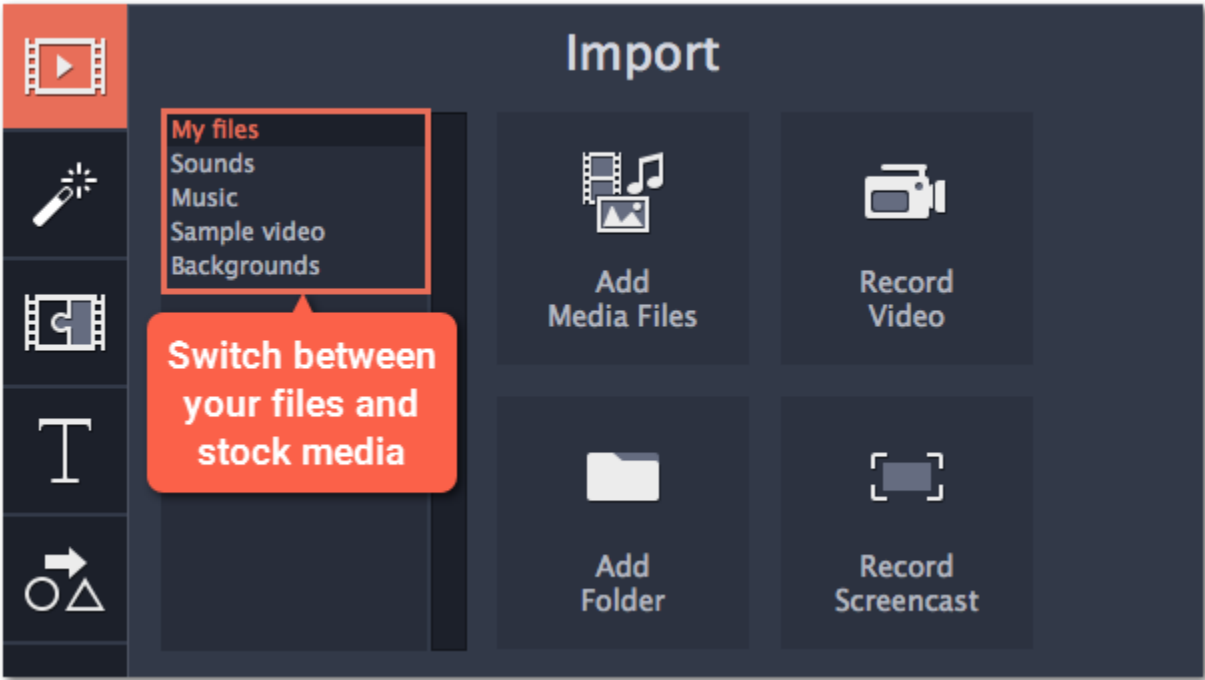 Import
My files
Sounds
Music
Sample video
Backgrounds
Switch between
your files and
stock media
Add
Media Files
Record
Video
Add
Folder
Record
Screencast